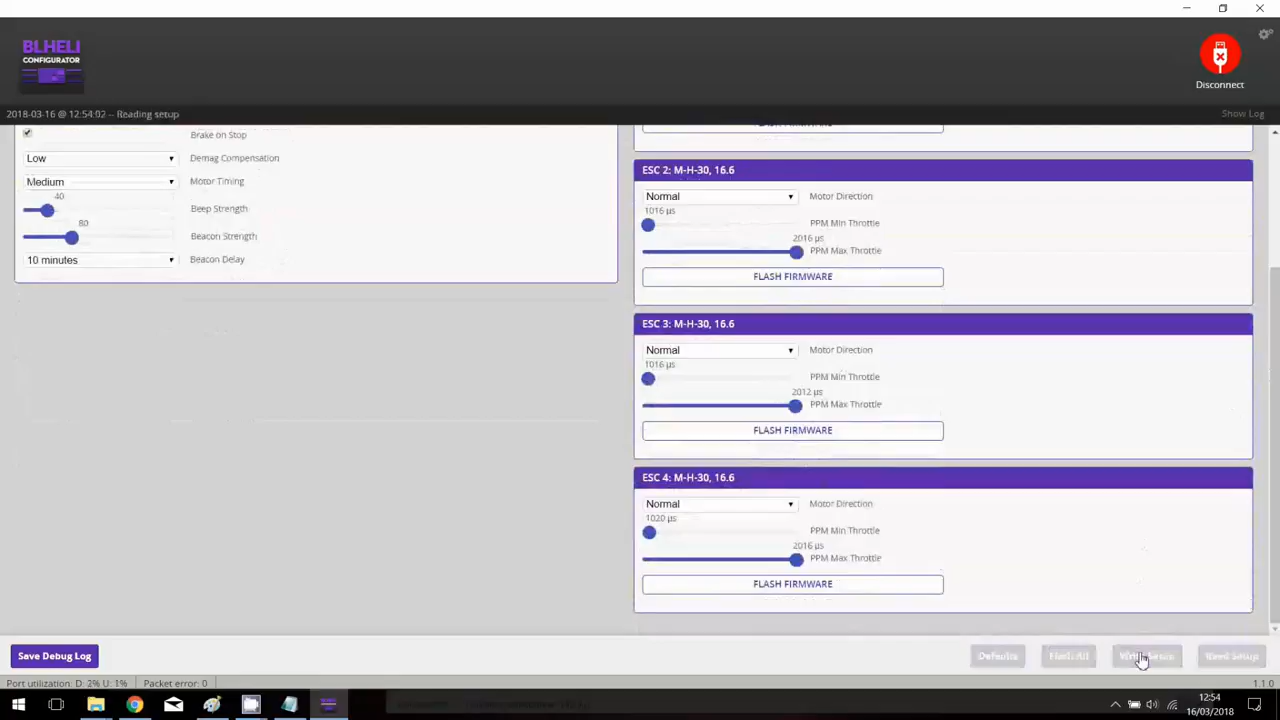 BLHELI
CONFIGURATOR
Disconnect
2018-03-16 @ 12:54:02 -- Reading setup
Show Log
Brake on Stop
Low
Demag Compensation
Medium
Motor Timing
40
Beep Strength
80
Beacon Strength
10 minutes
Beacon Delay
FLASH FIRMWARE
ESC 2: M-H-30, 16.6
Normal
Motor Direction
1016 µs
PPM Min Throttle
2016 µs
PPM Max Throttle
FLASH FIRMWARE
ESC 3: M-H-30, 16.6
Normal
Motor Direction
1016 µs
PPM Min Throttle
2012 µs
PPM Max Throttle
FLASH FIRMWARE
ESC 4: M-H-30, 16.6
Normal
Motor Direction
1020 µs
PPM Min Throttle
2016 µs
PPM Max Throttle
FLASH FIRMWARE
Save Debug Log
Defaults
Flash All
Write Setup
Read Setup
Port utilization: D: 2% U: 1%
Packet error: 0
1.1.0
12:54
16/03/2018